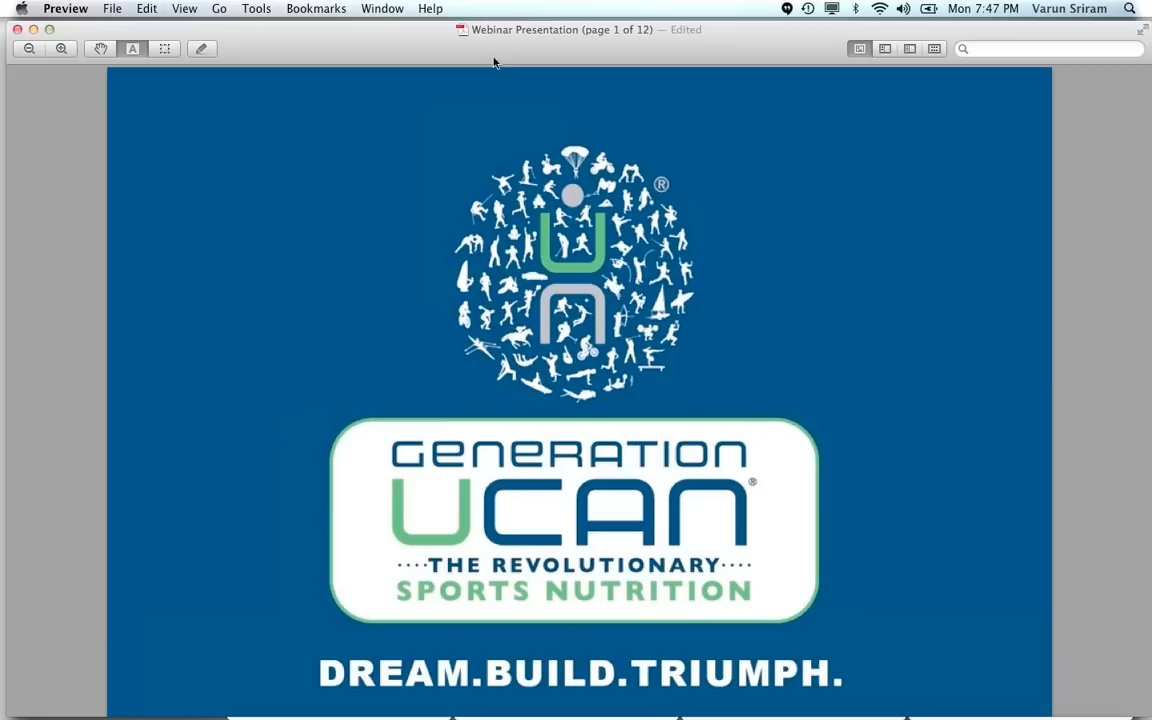 Preview File Edit View Go Tools Bookmarks Window Help Mon 7:47 PM Varun Sriram
Webinar Presentation (page 1 of 12) — Edited
A
®
GENERATION
UCAN®
····THE REVOLUTIONARY····
SPORTS NUTRITION
DREAM.BUILD.TRIUMPH.